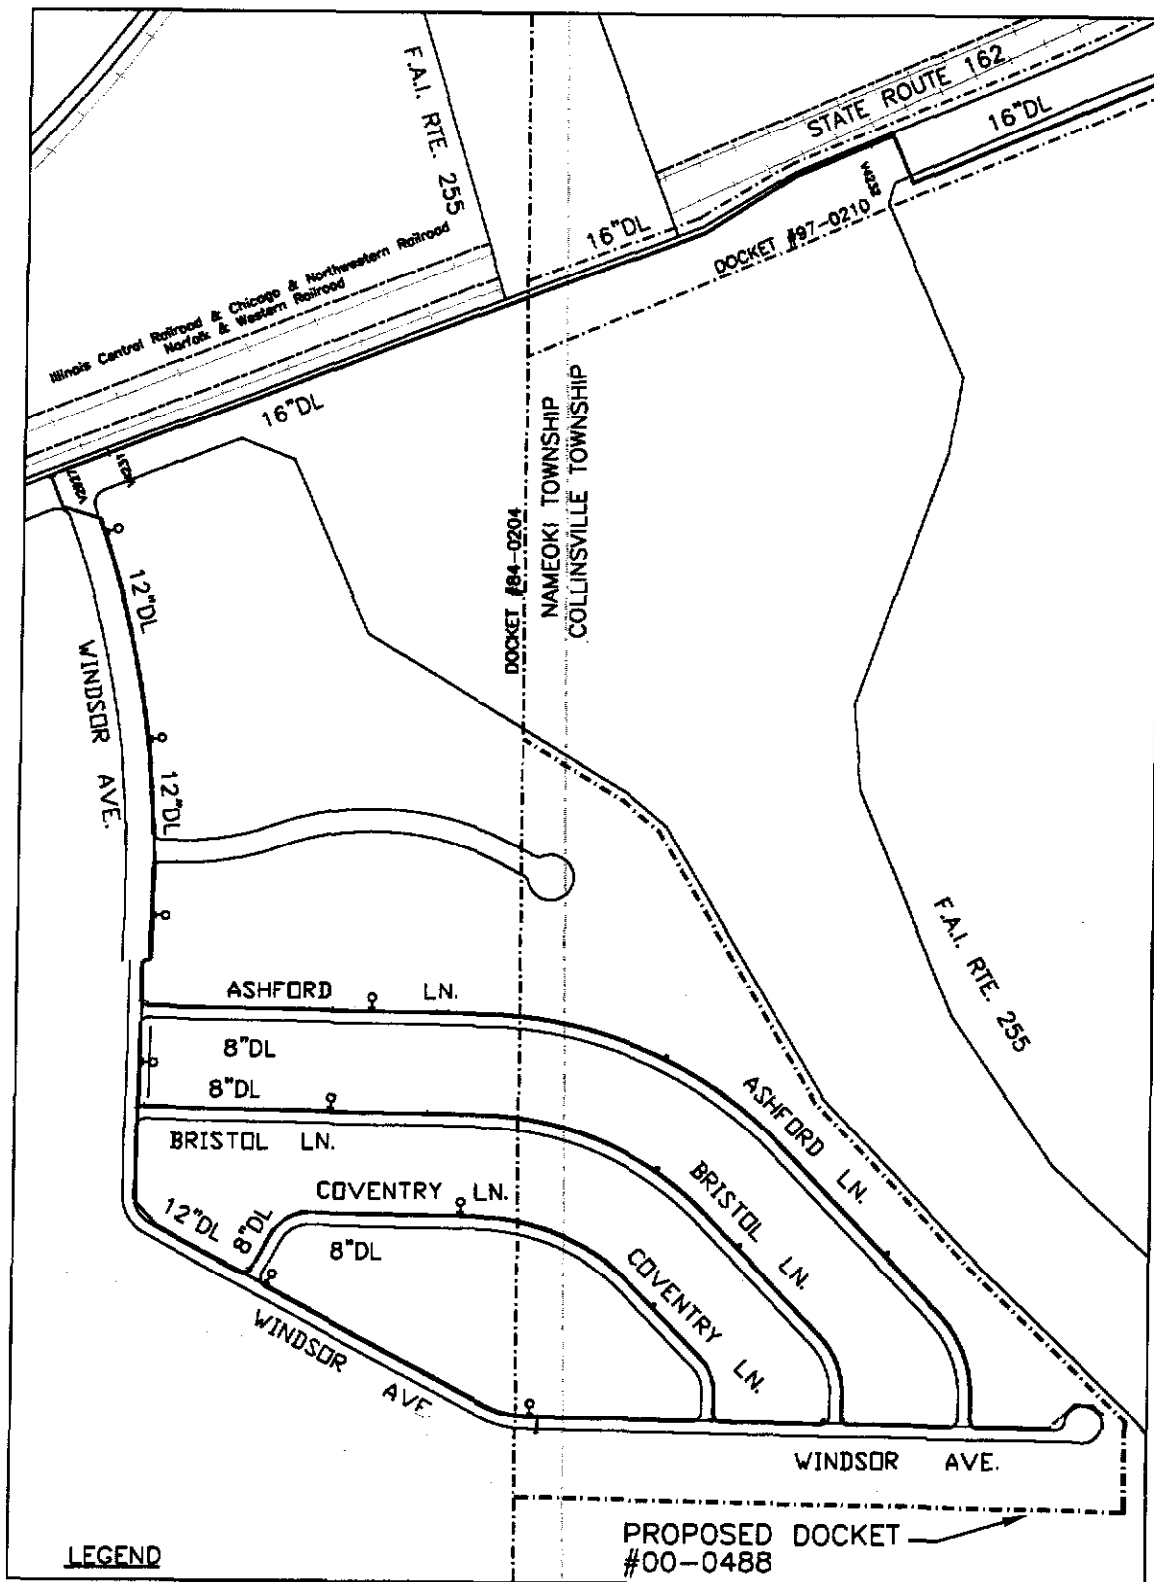 F.A.I. RTE. 255
STATE ROUTE 162
16"DL
V4232
16"DL
DOCKET #97-0210
Illinois Central Railroad & Chicago & Northwestern Railroad
Norfolk & Western Railroad
16"DL
V4231
DOCKET #84-0204
NAMEOKI TOWNSHIP
COLLINSVILLE TOWNSHIP
12"DL
WINDSOR AVE.
12"DL
F.A.I. RTE. 255
ASHFORD LN.
8"DL
8"DL
ASHFORD LN.
BRISTOL LN.
BRISTOL LN.
COVENTRY LN.
12"DL
8"DL
8"DL
COVENTRY LN.
WINDSOR AVE
WINDSOR AVE.
PROPOSED DOCKET
#00-0488
LEGEND